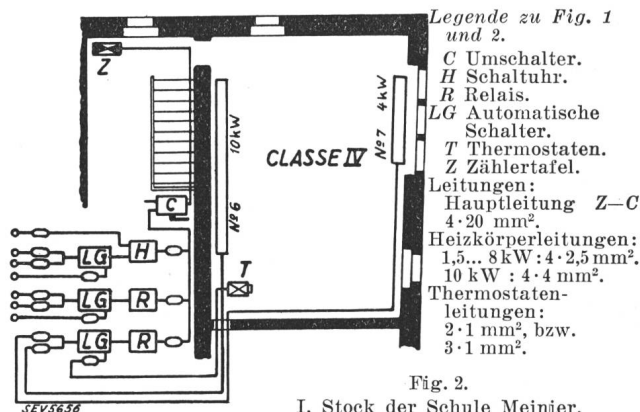 Legende zu Fig. 1
und 2.
C Umschalter.
H Schaltuhr.
R Relais.
LG Automatische
Schalter.
T Thermostaten.
Z Zählertafel.
Leitungen:
Hauptleitung Z—C
4·20 mm².
Heizkörperleitungen:
1,5... 8 kW: 4·2,5 mm².
10 kW : 4·4 mm².
Thermostaten-
leitungen:
2·1 mm², bzw.
3·1 mm².
Z
10 kW
CLASSE IV
4 kW
Nº 7
Nº 6
C
T
LG
H
LG
R
LG
R
SEV5656
Fig. 2.
I. Stock der Schule Meinier.